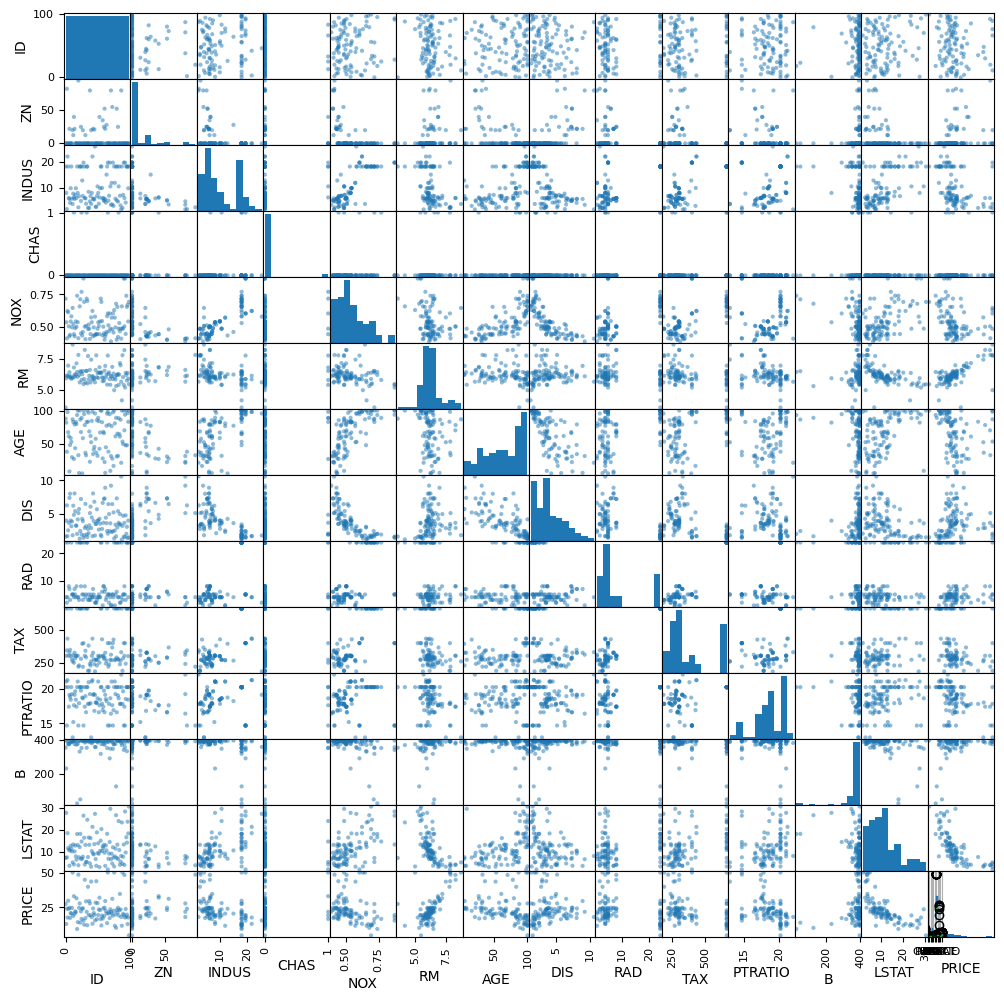 100
0
ID
50
0
ZN
20
10
INDUS
1
0
CHAS
0.75
0.50
NOX
7.5
5.0
RM
100
50
AGE
10
5
DIS
20
10
RAD
500
250
TAX
20
15
PTRATIO
400
200
B
30
20
10
LSTAT
50
25
PRICE
0 100 0 50 10 20 0 1 0.50 0.75 5.0 7.5 50 100 5 10 10 20 250 500 15 20 200 400 10 20
ID ZN INDUS CHAS NOX RM AGE DIS RAD TAX PTRATIO B LSTAT PRICE